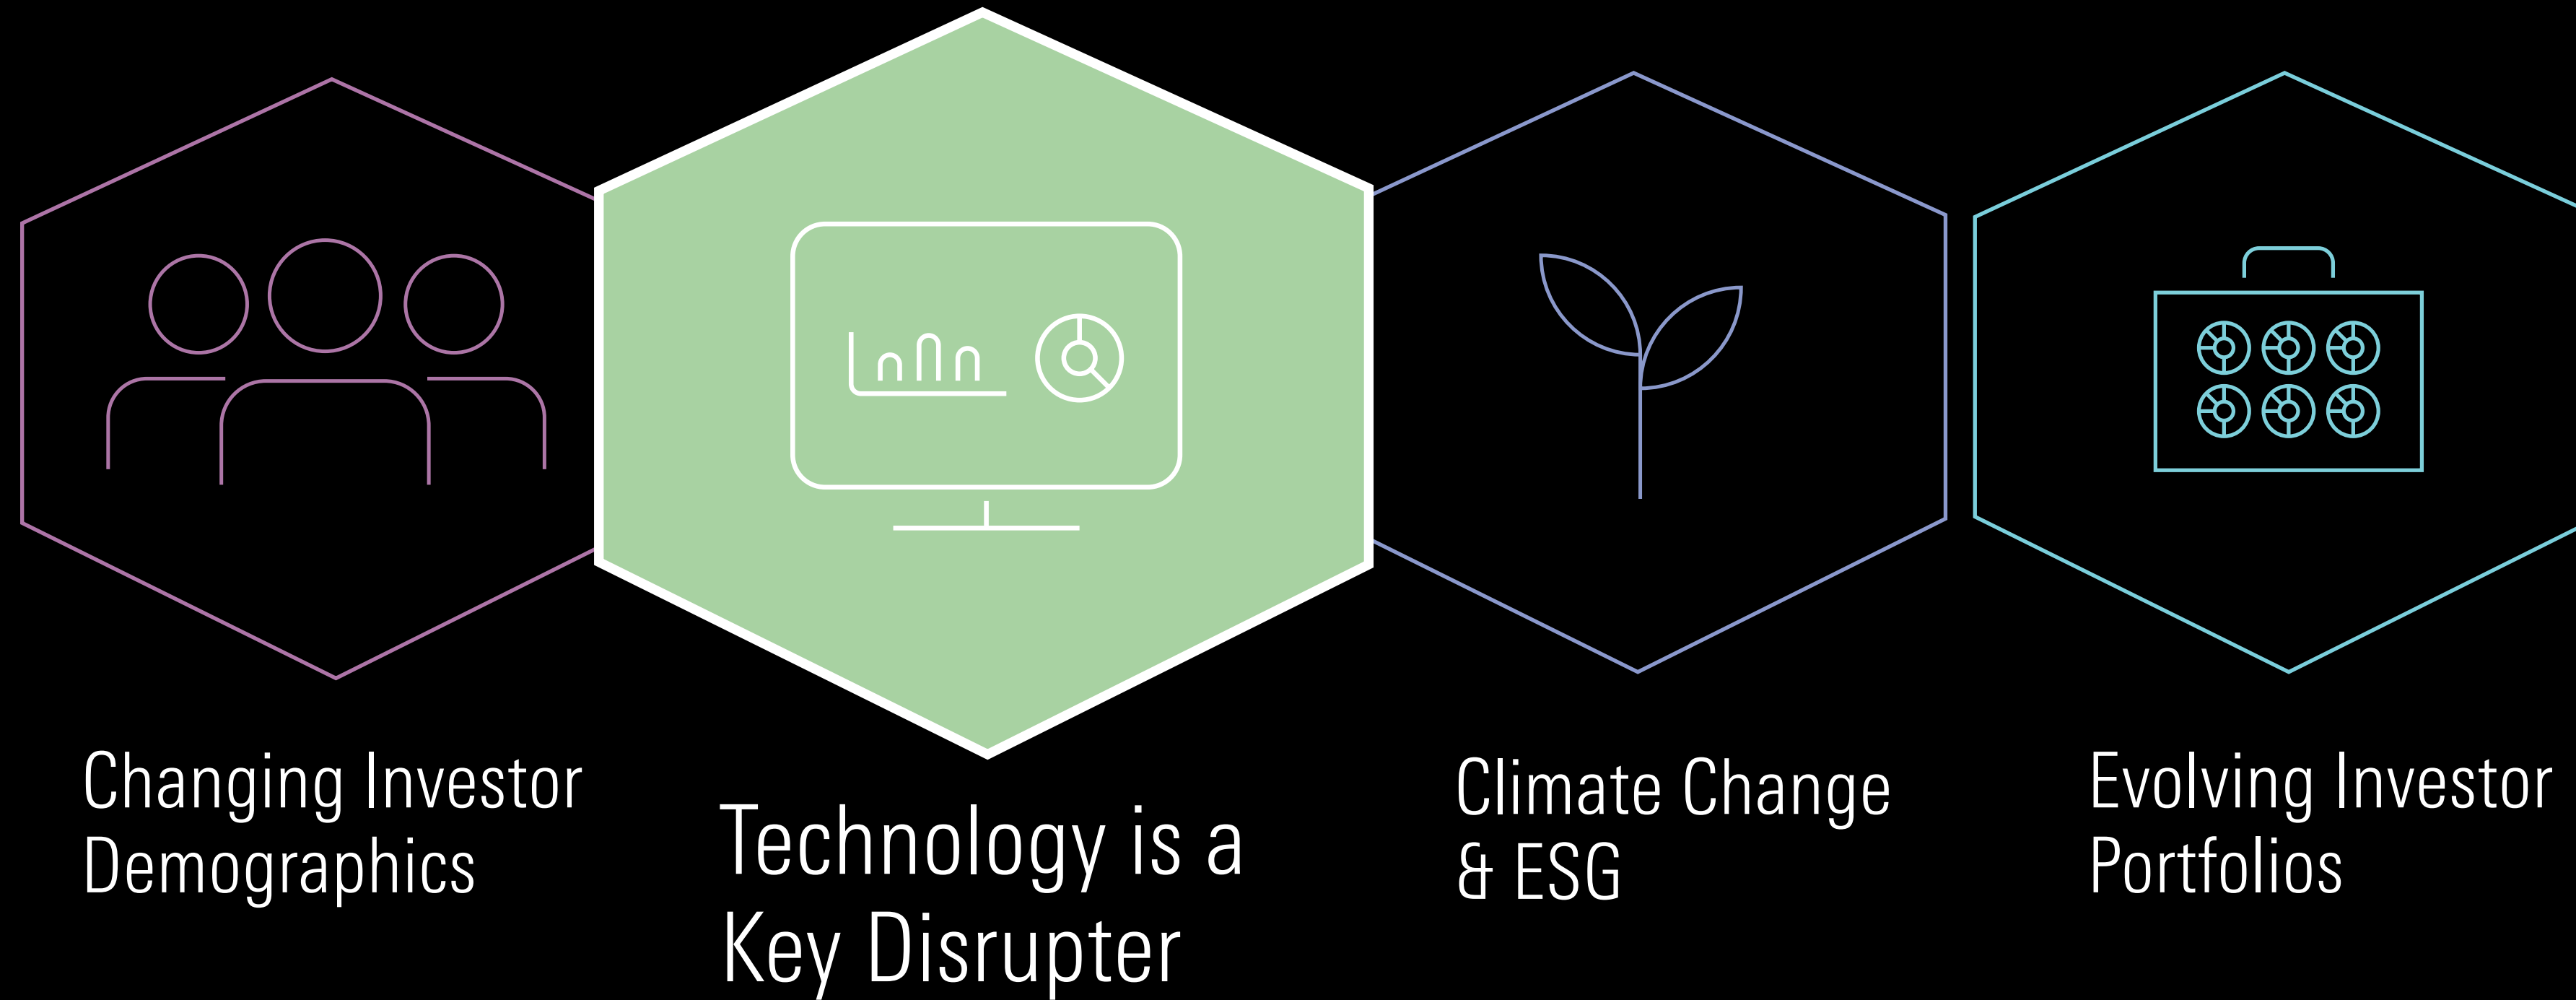 Changing Investor
Demographics
Technology is a
Key Disrupter
Climate Change
& ESG
Evolving Investor
Portfolios